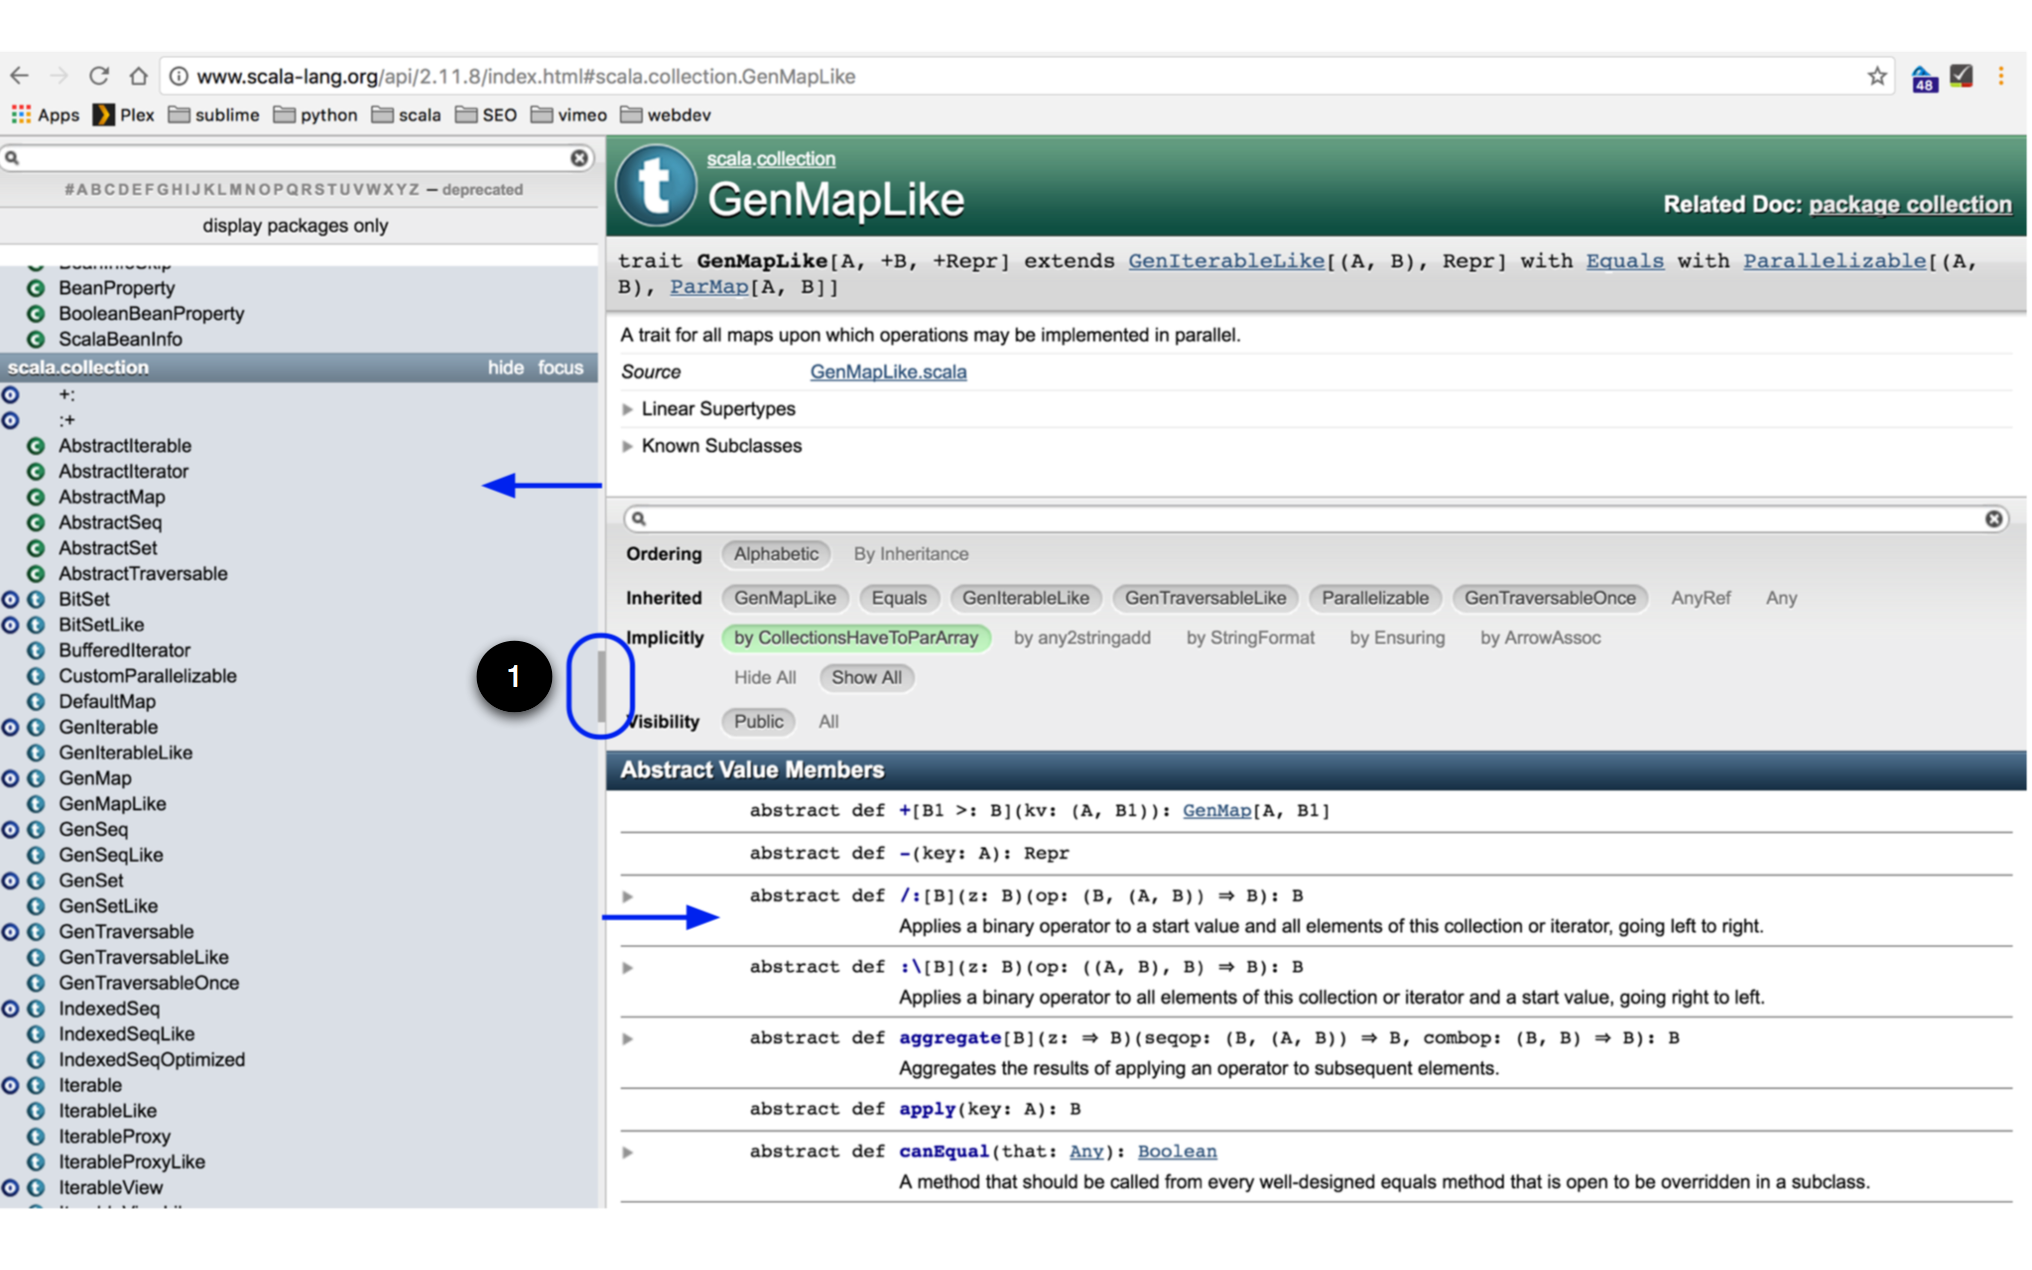 www.scala-lang.org/api/2.11.8/index.html#scala.collection.GenMapLike
48
Apps Plex sublime python scala SEO vimeo webdev
#ABCDEFGHIJKLMNOPQRSTUVWXYZ – deprecated
display packages only
BeanInfoSkip
BeanProperty
BooleanBeanProperty
ScalaBeanInfo
scala.collection hide focus
+:
:+
AbstractIterable
AbstractIterator
AbstractMap
AbstractSeq
AbstractSet
AbstractTraversable
BitSet
BitSetLike
BufferedIterator
CustomParallelizable
DefaultMap
GenIterable
GenIterableLike
GenMap
GenMapLike
GenSeq
GenSeqLike
GenSet
GenSetLike
GenTraversable
GenTraversableLike
GenTraversableOnce
IndexedSeq
IndexedSeqLike
IndexedSeqOptimized
Iterable
IterableLike
IterableProxy
IterableProxyLike
IterableView
1
t
scala.collection
GenMapLike
Related Doc: package collection
trait GenMapLike[A, +B, +Repr] extends GenIterableLike[(A, B), Repr] with Equals with Parallelizable[(A,
B), ParMap[A, B]]
A trait for all maps upon which operations may be implemented in parallel.
Source GenMapLike.scala
Linear Supertypes
Known Subclasses
Ordering Alphabetic By Inheritance
Inherited GenMapLike Equals GenIterableLike GenTraversableLike Parallelizable GenTraversableOnce AnyRef Any
Implicitly by CollectionsHaveToParArray by any2stringadd by StringFormat by Ensuring by ArrowAssoc
Hide All Show All
Visibility Public All
Abstract Value Members
abstract def +[B1 >: B](kv: (A, B1)): GenMap[A, B1]
abstract def -(key: A): Repr
abstract def /:[B](z: B)(op: (B, (A, B)) ⇒ B): B
Applies a binary operator to a start value and all elements of this collection or iterator, going left to right.
abstract def :\[B](z: B)(op: ((A, B), B) ⇒ B): B
Applies a binary operator to all elements of this collection or iterator and a start value, going right to left.
abstract def aggregate[B](z: ⇒ B)(seqop: (B, (A, B)) ⇒ B, combop: (B, B) ⇒ B): B
Aggregates the results of applying an operator to subsequent elements.
abstract def apply(key: A): B
abstract def canEqual(that: Any): Boolean
A method that should be called from every well-designed equals method that is open to be overridden in a subclass.